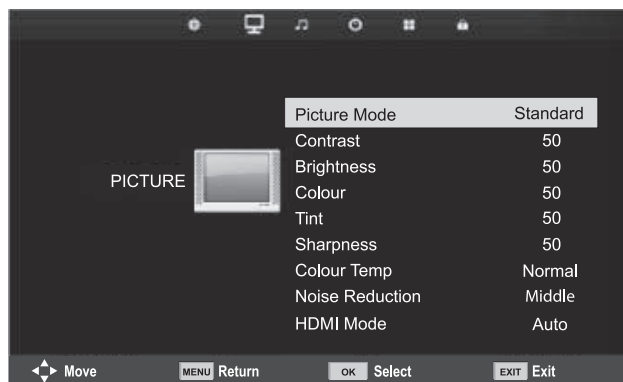 Picture Mode Standard
Contrast 50
Brightness 50
PICTURE
Colour 50
Tint 50
Sharpness 50
Colour Temp Normal
Noise Reduction Middle
HDMI Mode Auto
Move MENU Return OK Select EXIT Exit